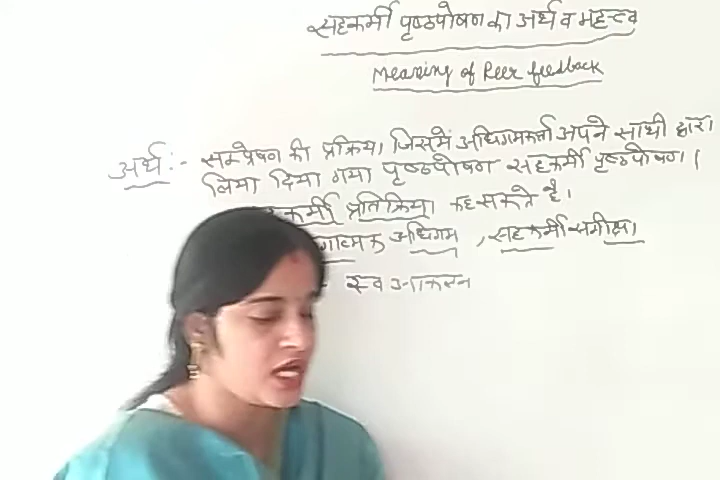 सहकर्मी पृष्ठपोषण का अर्थ व महत्व
Meaning of Peer feedback
अर्थ:- सम्प्रेषण की प्रक्रिया जिसमें अधिगमकर्ता अपने साथी द्वारा
लिया दिया गया पृष्ठपोषण सहकर्मी पृष्ठपोषण।
प्रतिक्रिया कह सकते है।
अधिगम, सहकर्मी समीक्षा
स्व आकलन